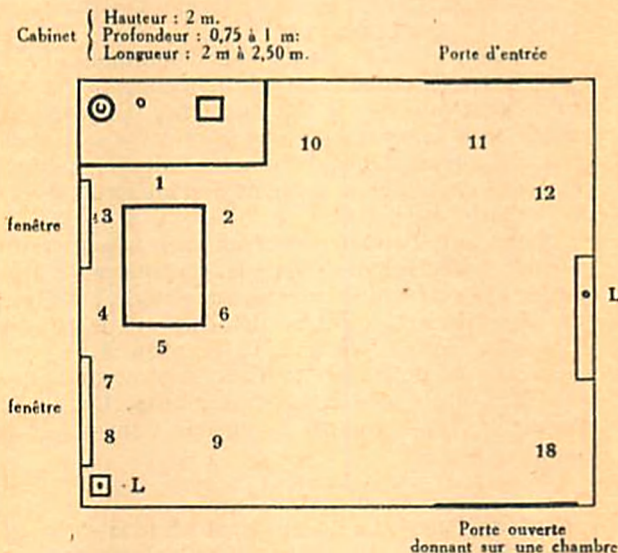 Cabinet
Hauteur : 2 m.
Profondeur : 0,75 à 1 m:
Longueur : 2 m à 2,50 m.
Porte d'entrée
10
11
1
12
fenêtre
3
2
L
4
6
5
7
fenêtre
8
9
18
L
Porte ouverte
donnant sur une chambre